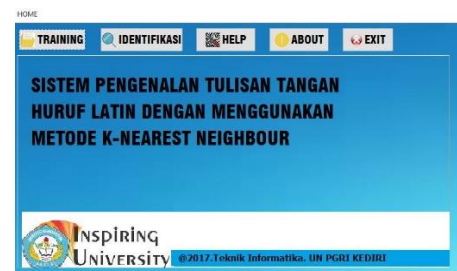 HOME
TRAINING IDENTIFIKASI HELP ABOUT EXIT
SISTEM PENGENALAN TULISAN TANGAN
HURUF LATIN DENGAN MENGGUNAKAN
METODE K-NEAREST NEIGHBOUR
INSPIRING
UNIVERSITY
@2017.Teknik Informatika. UN PGRI KEDIRI